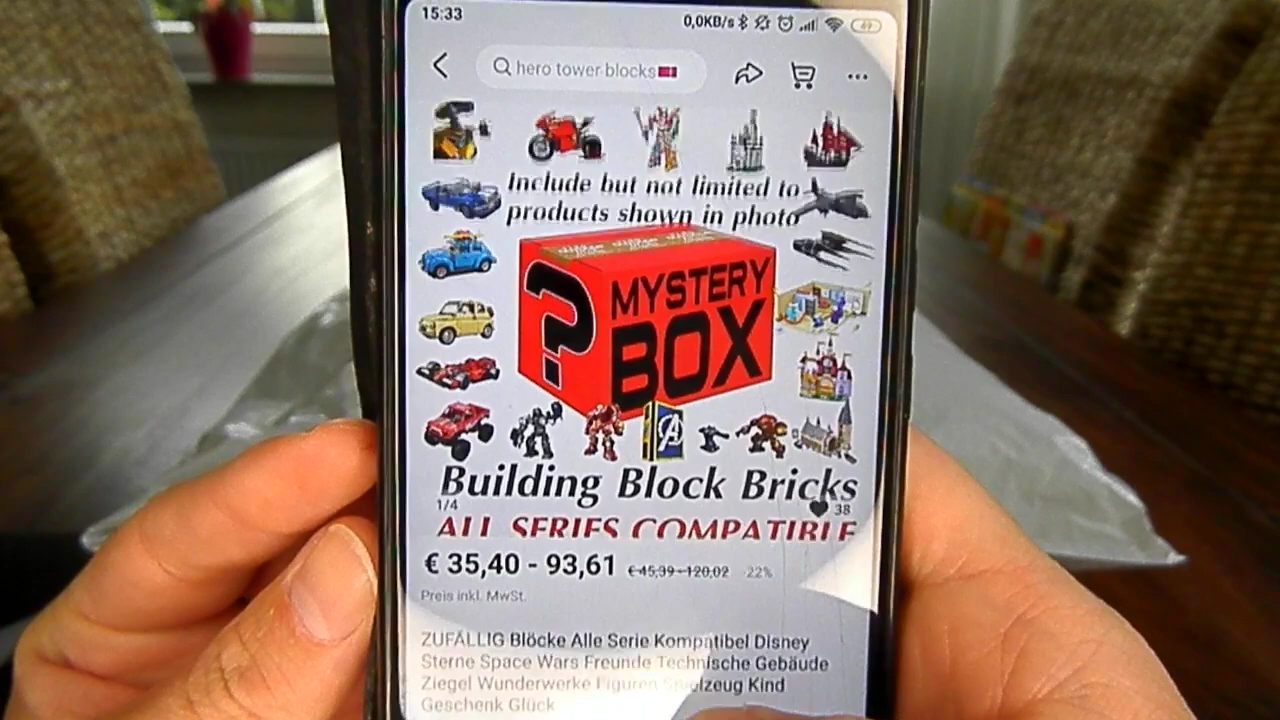 15:33
0,0KB/s
49
hero tower blocks
Include but not limited to
products shown in photo
?
MYSTERY
BOX
A
Building Block Bricks
1/4
38
ALL SERIES COMPATIBLE
€ 35,40 - 93,61 € 45,39 - 120,02 -22%
Preis inkl. MwSt.
ZUFÄLLIG Blöcke Alle Serie Kompatibel Disney
Sterne Space Wars Freunde Technische Gebäude
Ziegel Wunderwerke Figuren Spielzeug Kind
Geschenk Glück